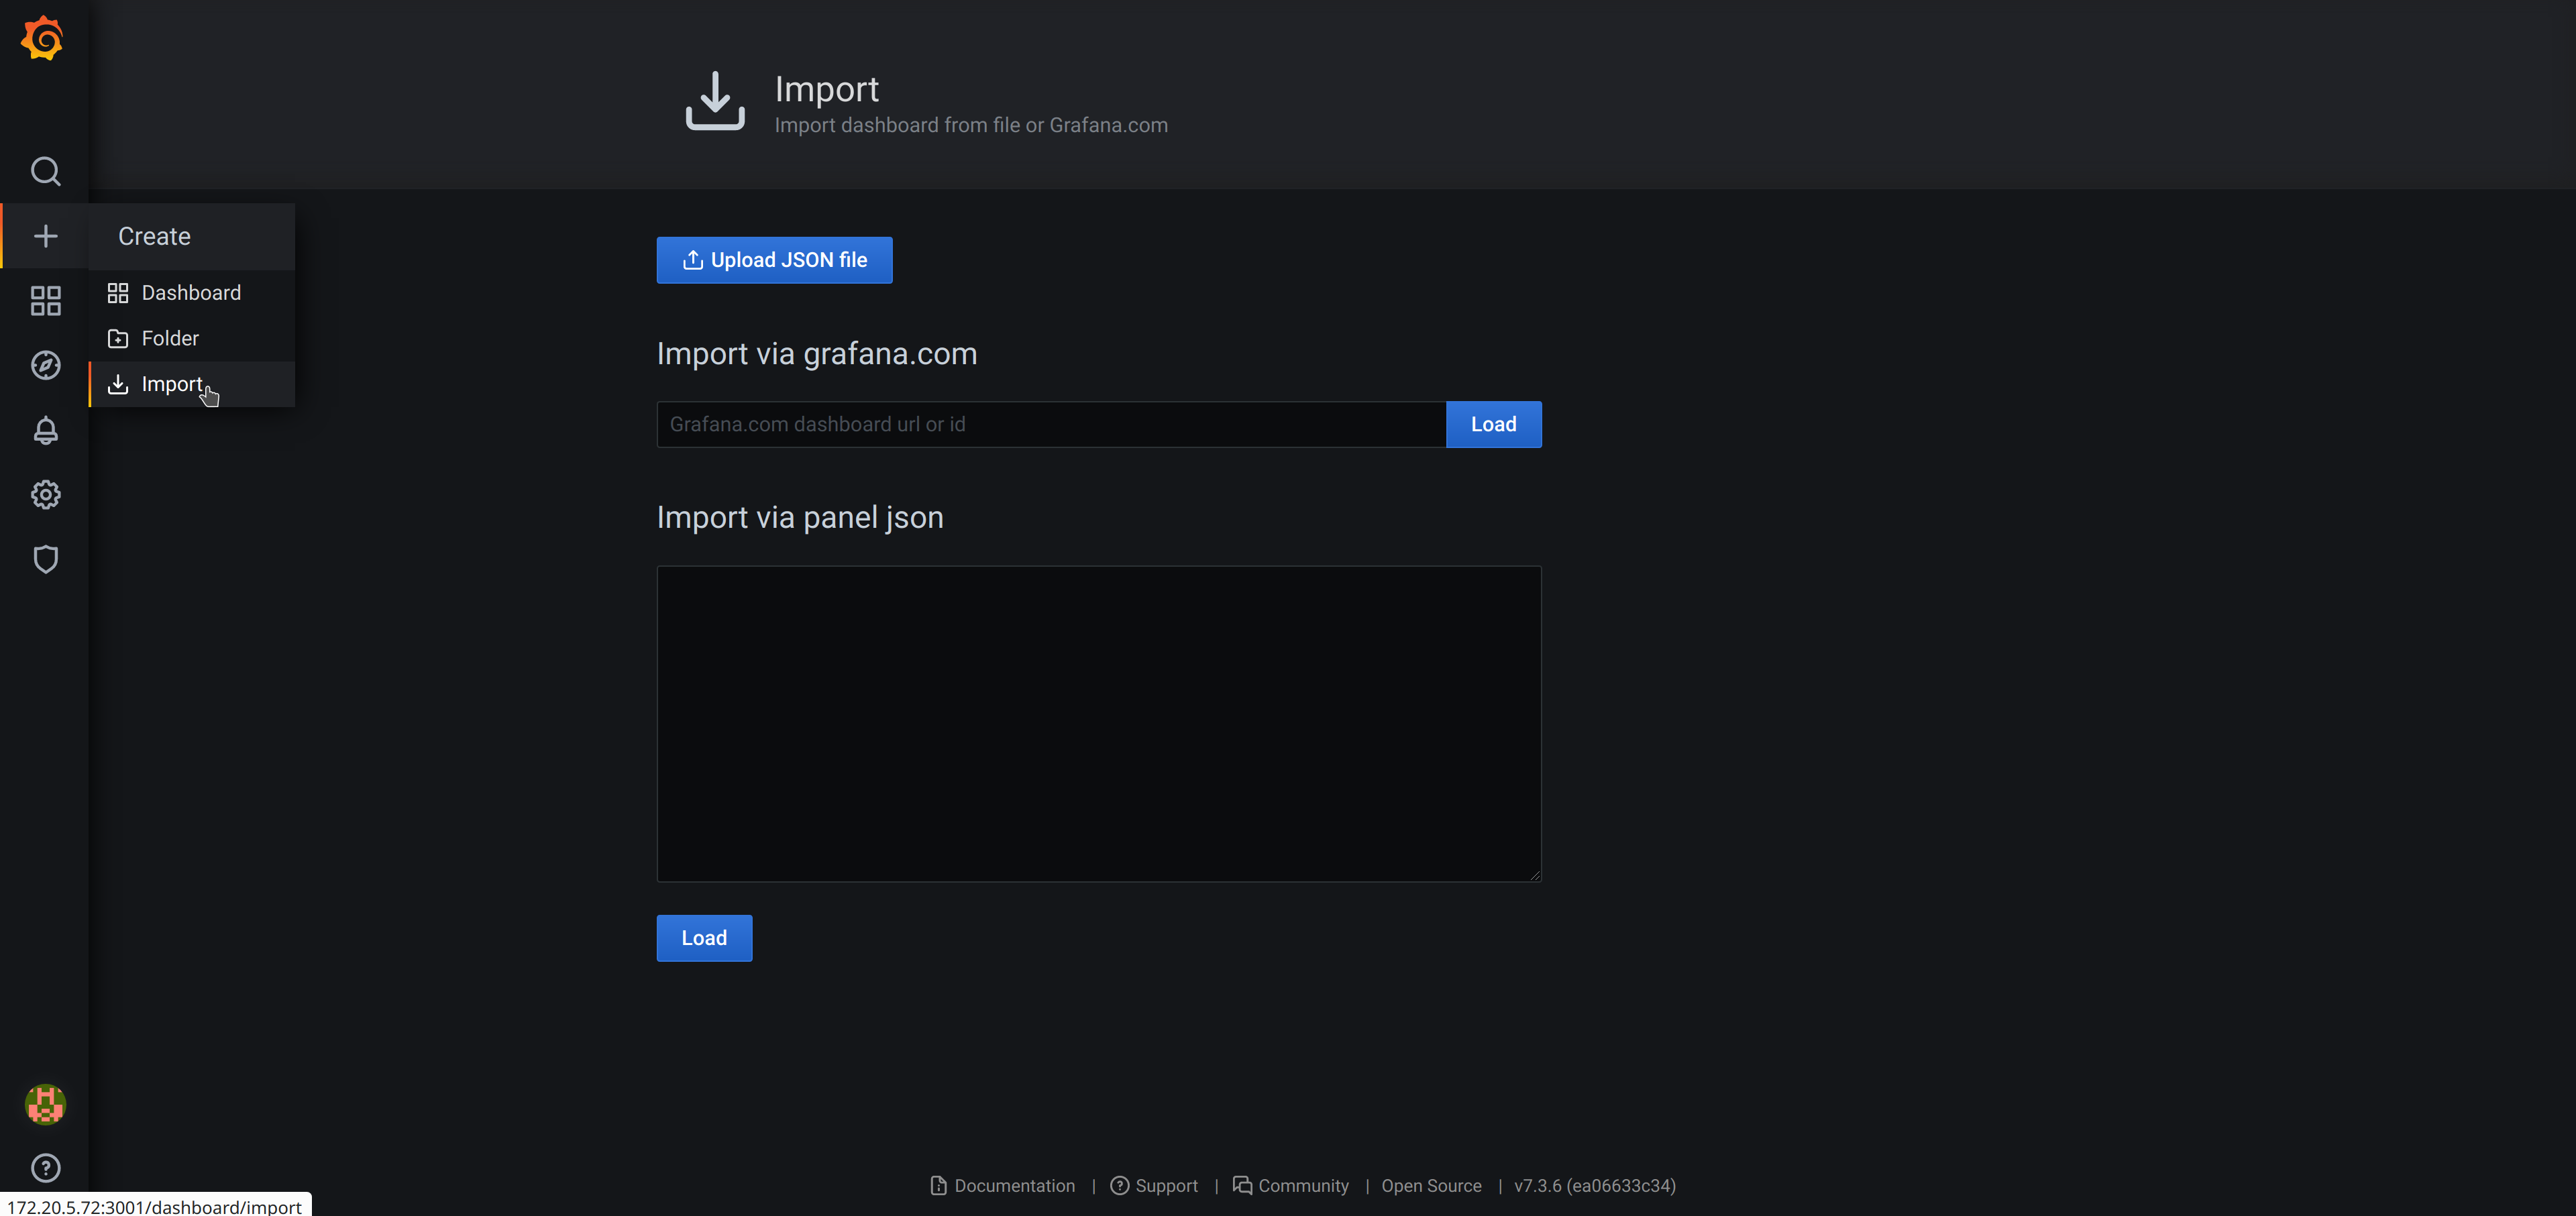 Import
Import dashboard from file or Grafana.com
Create
Dashboard
Folder
Import
Upload JSON file
Import via grafana.com
Grafana.com dashboard url or id
Load
Import via panel json
Load
Documentation | Support | Community | Open Source | v7.3.6 (ea06633c34)
172.20.5.72:3001/dashboard/import